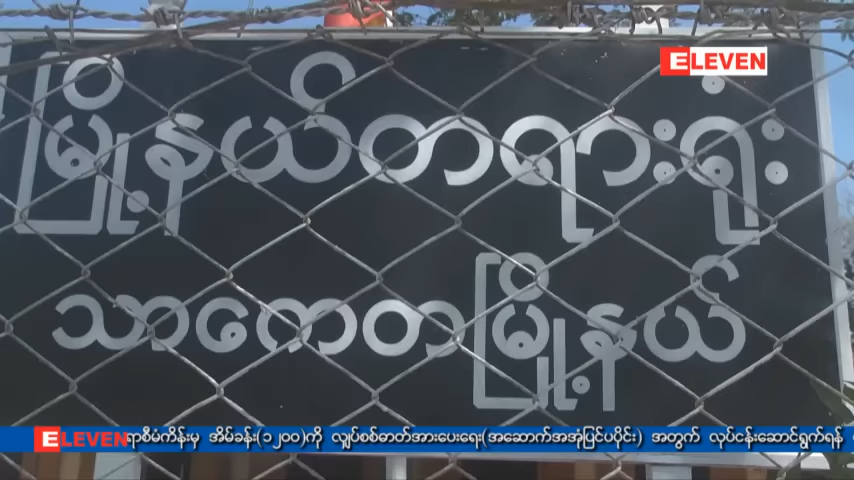 ELEVEN
မြို့နယ်တရားရုံး
သာကေတမြို့နယ်
ELEVEN ရာစီမံကိန်းမှ အိမ်ခန်း(၁၂၀၀)ကို လျှပ်စစ်ဓာတ်အားပေးရေး(အဆောက်အအုံပြင်ပပိုင်း) အတွက် လုပ်ငန်းဆောင်ရွက်ရန်